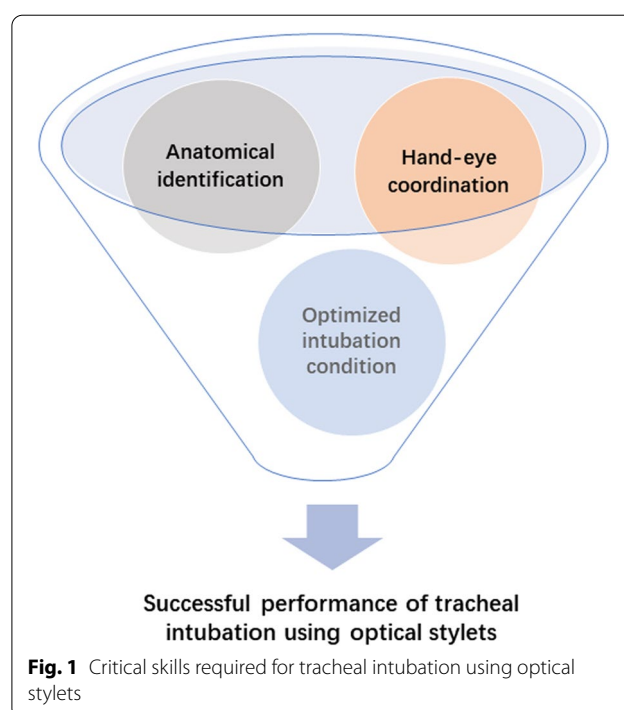 Anatomical
identification
Hand-eye
coordination
Optimized
intubation
condition
Successful performance of tracheal
intubation using optical stylets
Fig. 1 Critical skills required for tracheal intubation using optical
stylets